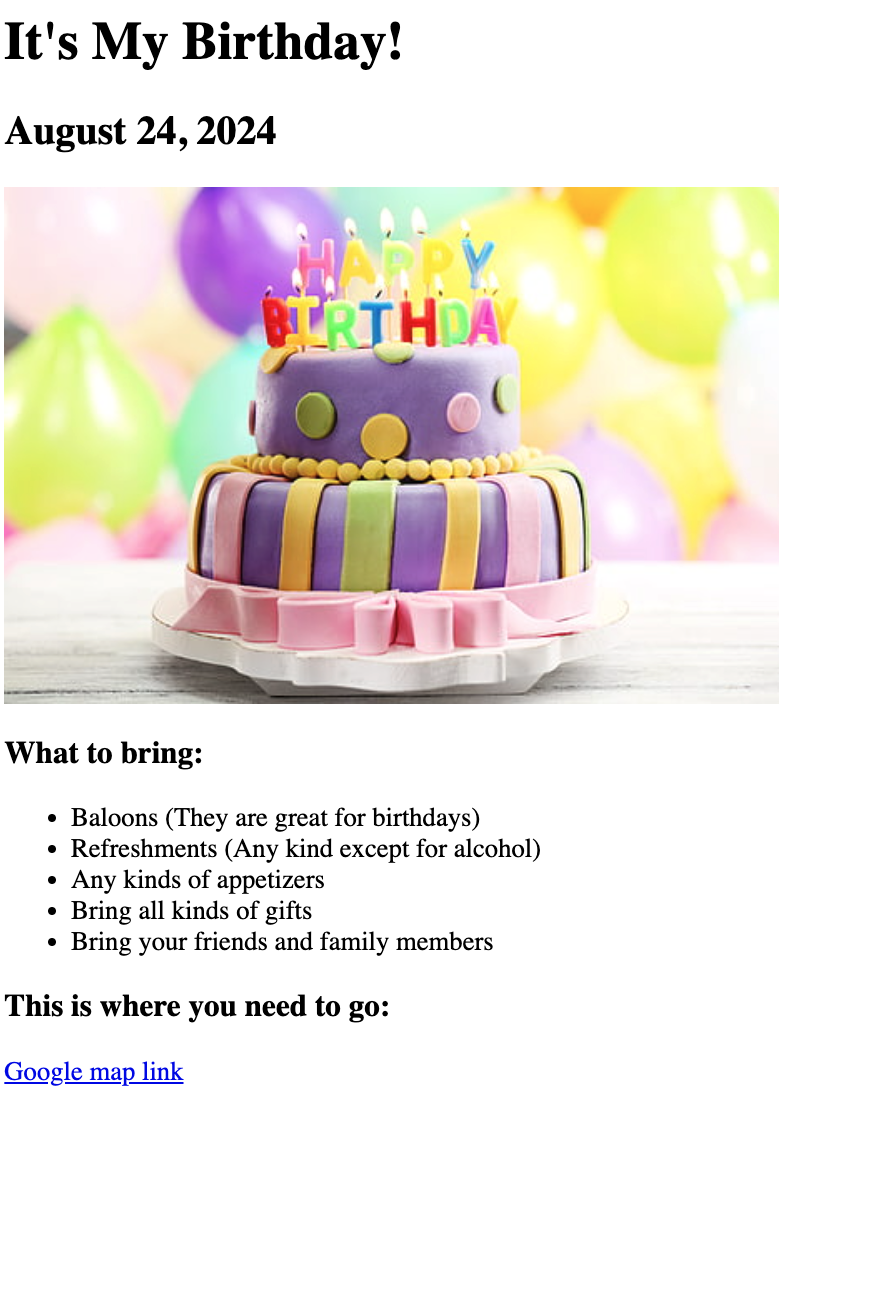 It's My Birthday!
August 24, 2024
HAPPY
BIRTHDAY
What to bring:
Baloons (They are great for birthdays)
Refreshments (Any kind except for alcohol)
Any kinds of appetizers
Bring all kinds of gifts
Bring your friends and family members
This is where you need to go:
Google map link